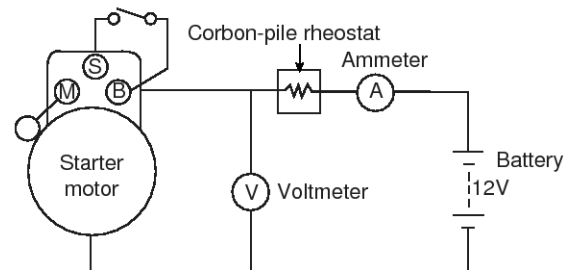 Corbon-pile rheostat
Ammeter
S
M
B
A
Starter
motor
V
Voltmeter
Battery
12V